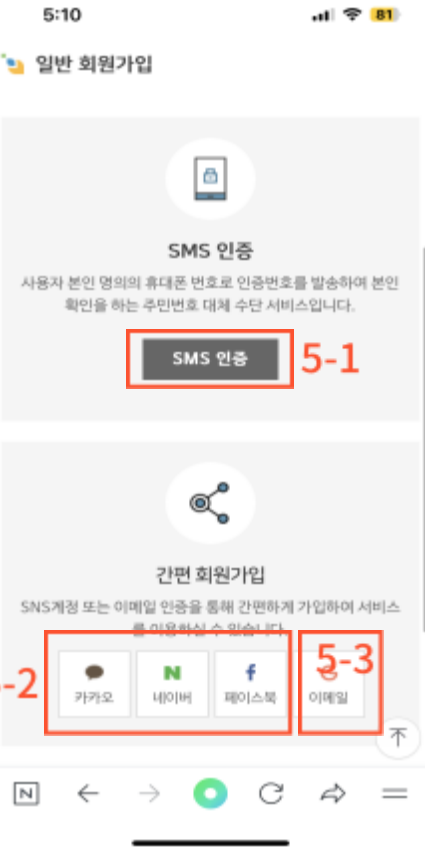 5:10
81
일반 회원가입
SMS 인증
사용자 본인 명의의 휴대폰 번호로 인증번호를 발송하여 본인
확인을 하는 주민번호 대체 수단 서비스입니다.
SMS 인증
5-1
간편 회원가입
SNS계정 또는 이메일 인증을 통해 간편하게 가입하여 서비스
를 이용하실 수 있습니다.
-2
5-3
카카오
N
네이버
f
페이스북
이메일
N